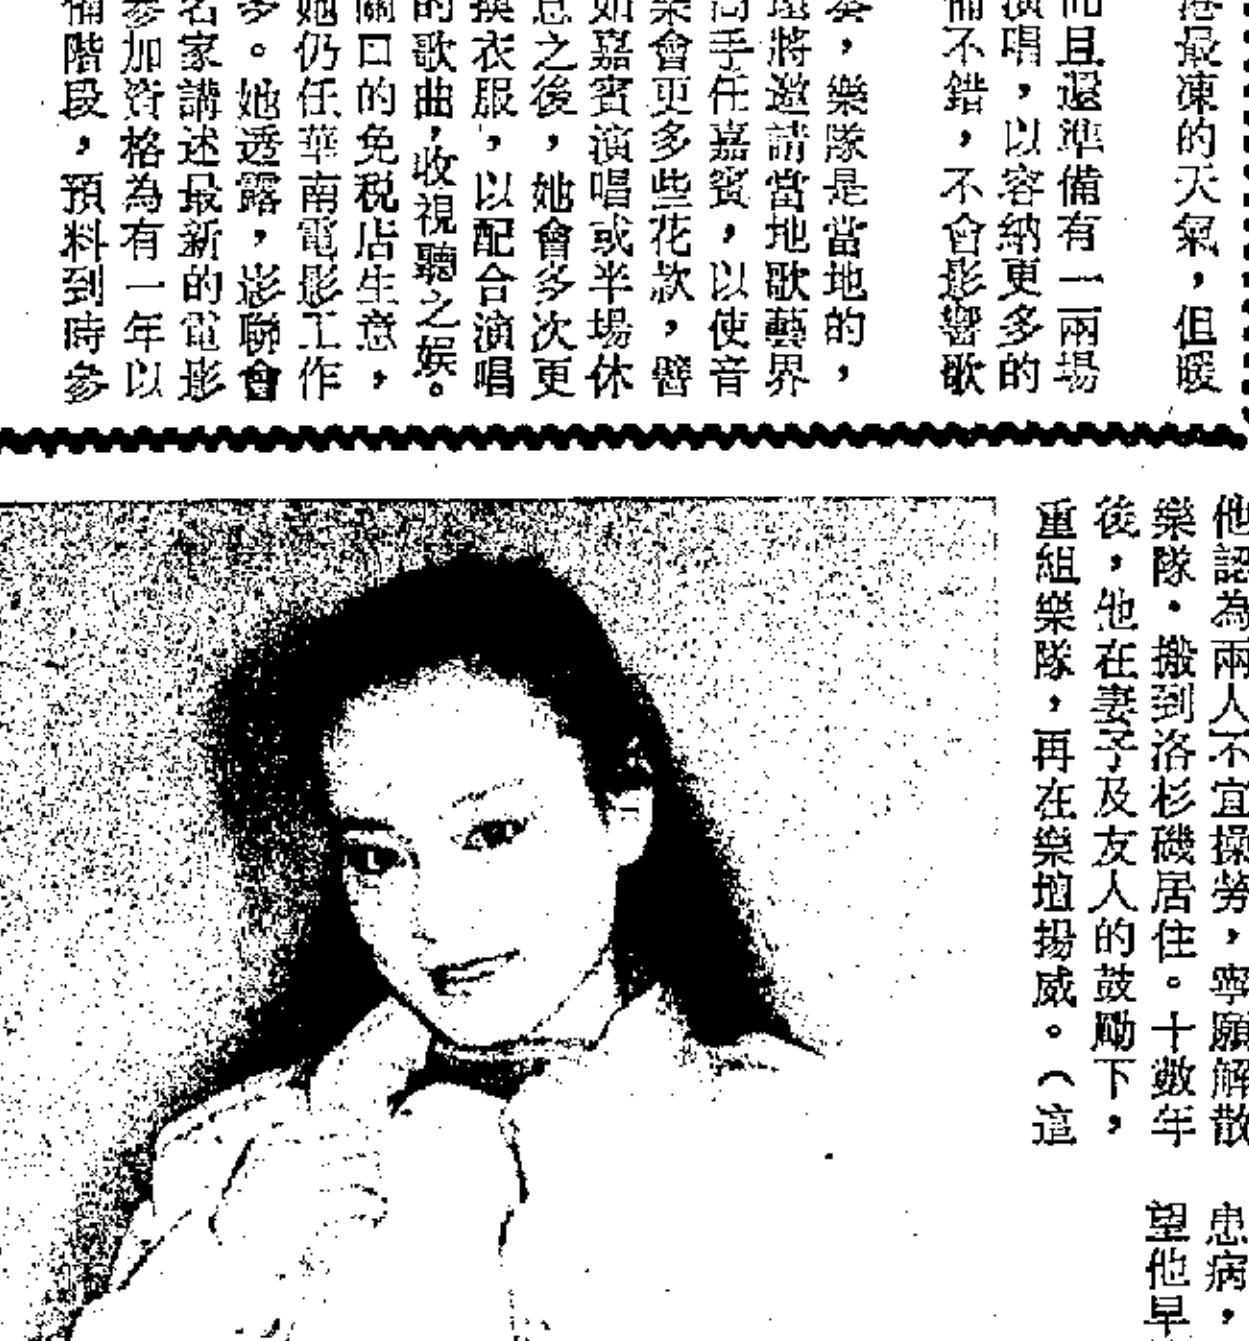 港最凍的天氣，但暖
而且還準備有一兩場
演唱，以容納更多的
備不錯，不會影響歌
奏，樂隊是當地的，
還將邀請當地歌藝界
高手任嘉賓，以使音
樂會更多些花款，譬
如嘉賓演唱或半場休
息之後，她會多次更
換衣服，以配合演唱
的歌曲，收視聽之娛。
關口的免稅店生意，
她仍任華南電影工作
多。她透露，影聯會
名家講述最新的電影
參加資格為有一年以
備階段，預料到時參
他認為兩人不宜操勞，寧願解散
樂隊．搬到洛杉磯居住。十數年
後，他在妻子及友人的鼓勵下，
重組樂隊，再在樂壇揚威。（這
患病，
望他早